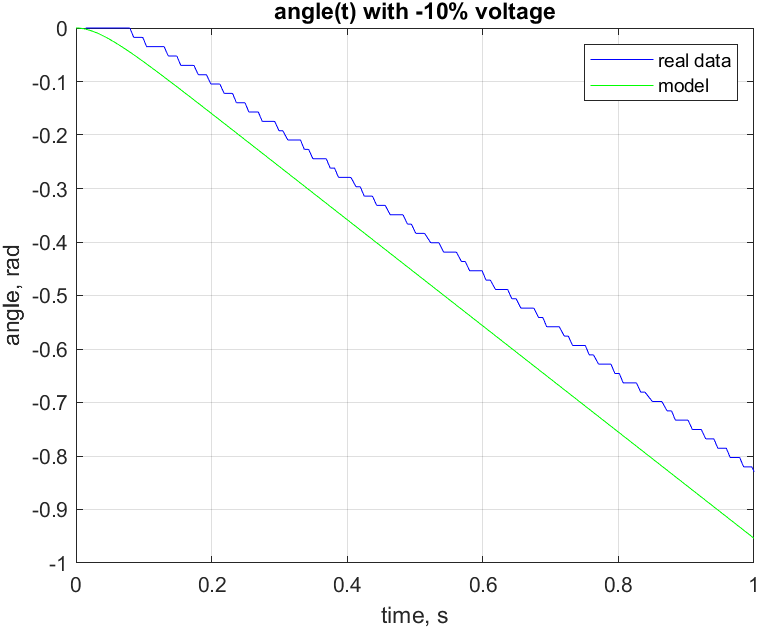 angle(t) with -10% voltage
real data
model
0
-0.1
-0.2
-0.3
-0.4
-0.5
-0.6
-0.7
-0.8
-0.9
-1
angle, rad
0 0.2 0.4 0.6 0.8 1
time, s